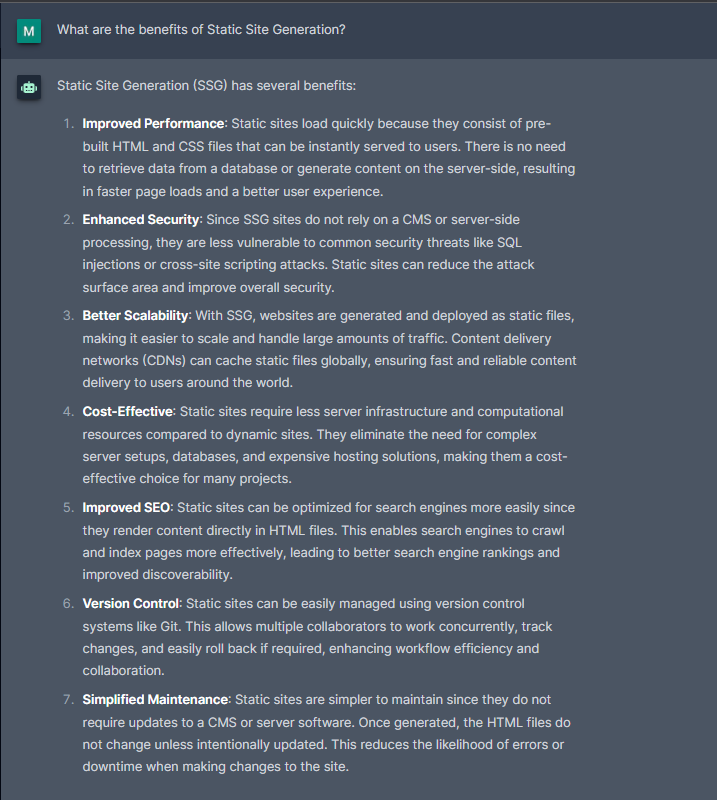 M
What are the benefits of Static Site Generation?
Static Site Generation (SSG) has several benefits:
1. Improved Performance: Static sites load quickly because they consist of pre-
built HTML and CSS files that can be instantly served to users. There is no need
to retrieve data from a database or generate content on the server-side, resulting
in faster page loads and a better user experience.
2. Enhanced Security: Since SSG sites do not rely on a CMS or server-side
processing, they are less vulnerable to common security threats like SQL
injections or cross-site scripting attacks. Static sites can reduce the attack
surface area and improve overall security.
3. Better Scalability: With SSG, websites are generated and deployed as static files,
making it easier to scale and handle large amounts of traffic. Content delivery
networks (CDNs) can cache static files globally, ensuring fast and reliable content
delivery to users around the world.
4. Cost-Effective: Static sites require less server infrastructure and computational
resources compared to dynamic sites. They eliminate the need for complex
server setups, databases, and expensive hosting solutions, making them a cost-
effective choice for many projects.
5. Improved SEO: Static sites can be optimized for search engines more easily since
they render content directly in HTML files. This enables search engines to crawl
and index pages more effectively, leading to better search engine rankings and
improved discoverability.
6. Version Control: Static sites can be easily managed using version control
systems like Git. This allows multiple collaborators to work concurrently, track
changes, and easily roll back if required, enhancing workflow efficiency and
collaboration.
7. Simplified Maintenance: Static sites are simpler to maintain since they do not
require updates to a CMS or server software. Once generated, the HTML files do
not change unless intentionally updated. This reduces the likelihood of errors or
downtime when making changes to the site.